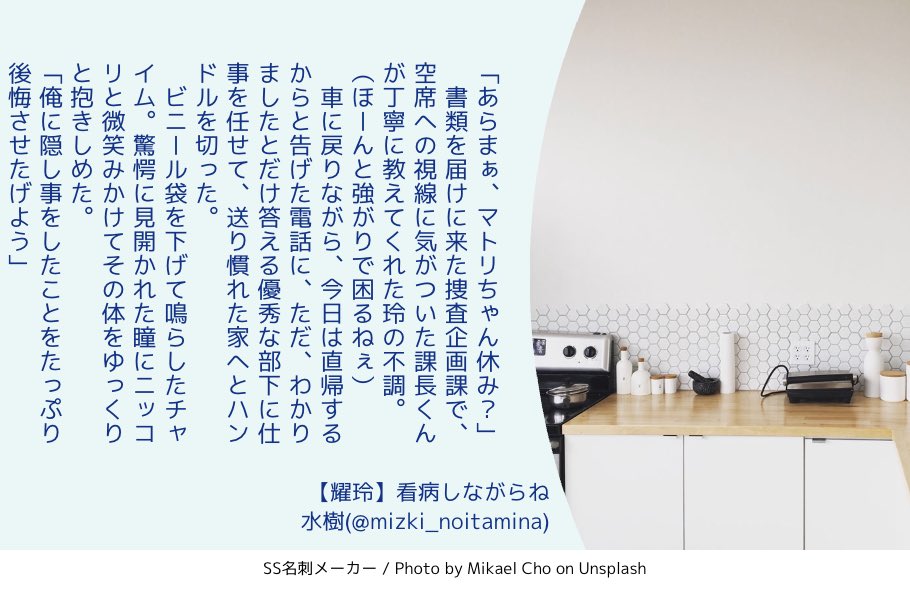 「あらまぁ、マトリちゃん休み?」
　書類を届けに来た捜査企画課で、
空席への視線に気がついた課長くん
が丁寧に教えてくれた玲の不調。
（ほーんと強がりで困るねぇ）
　車に戻りながら、今日は直帰する
からと告げた電話に、ただ、わかり
ましたとだけ答える優秀な部下に仕
事を任せて、送り慣れた家へとハン
ドルを切った。
　ビニール袋を下げて鳴らしたチャ
イム。驚愕に見開かれた瞳にニッコ
リと微笑みかけてその体をゆっくり
と抱きしめた。
「俺に隠し事をしたことをたっぷり
後悔させたげよう」
【耀玲】看病しながらね
水樹(@mizki_noitamina)
SS名刺メーカー / Photo by Mikael Cho on Unsplash